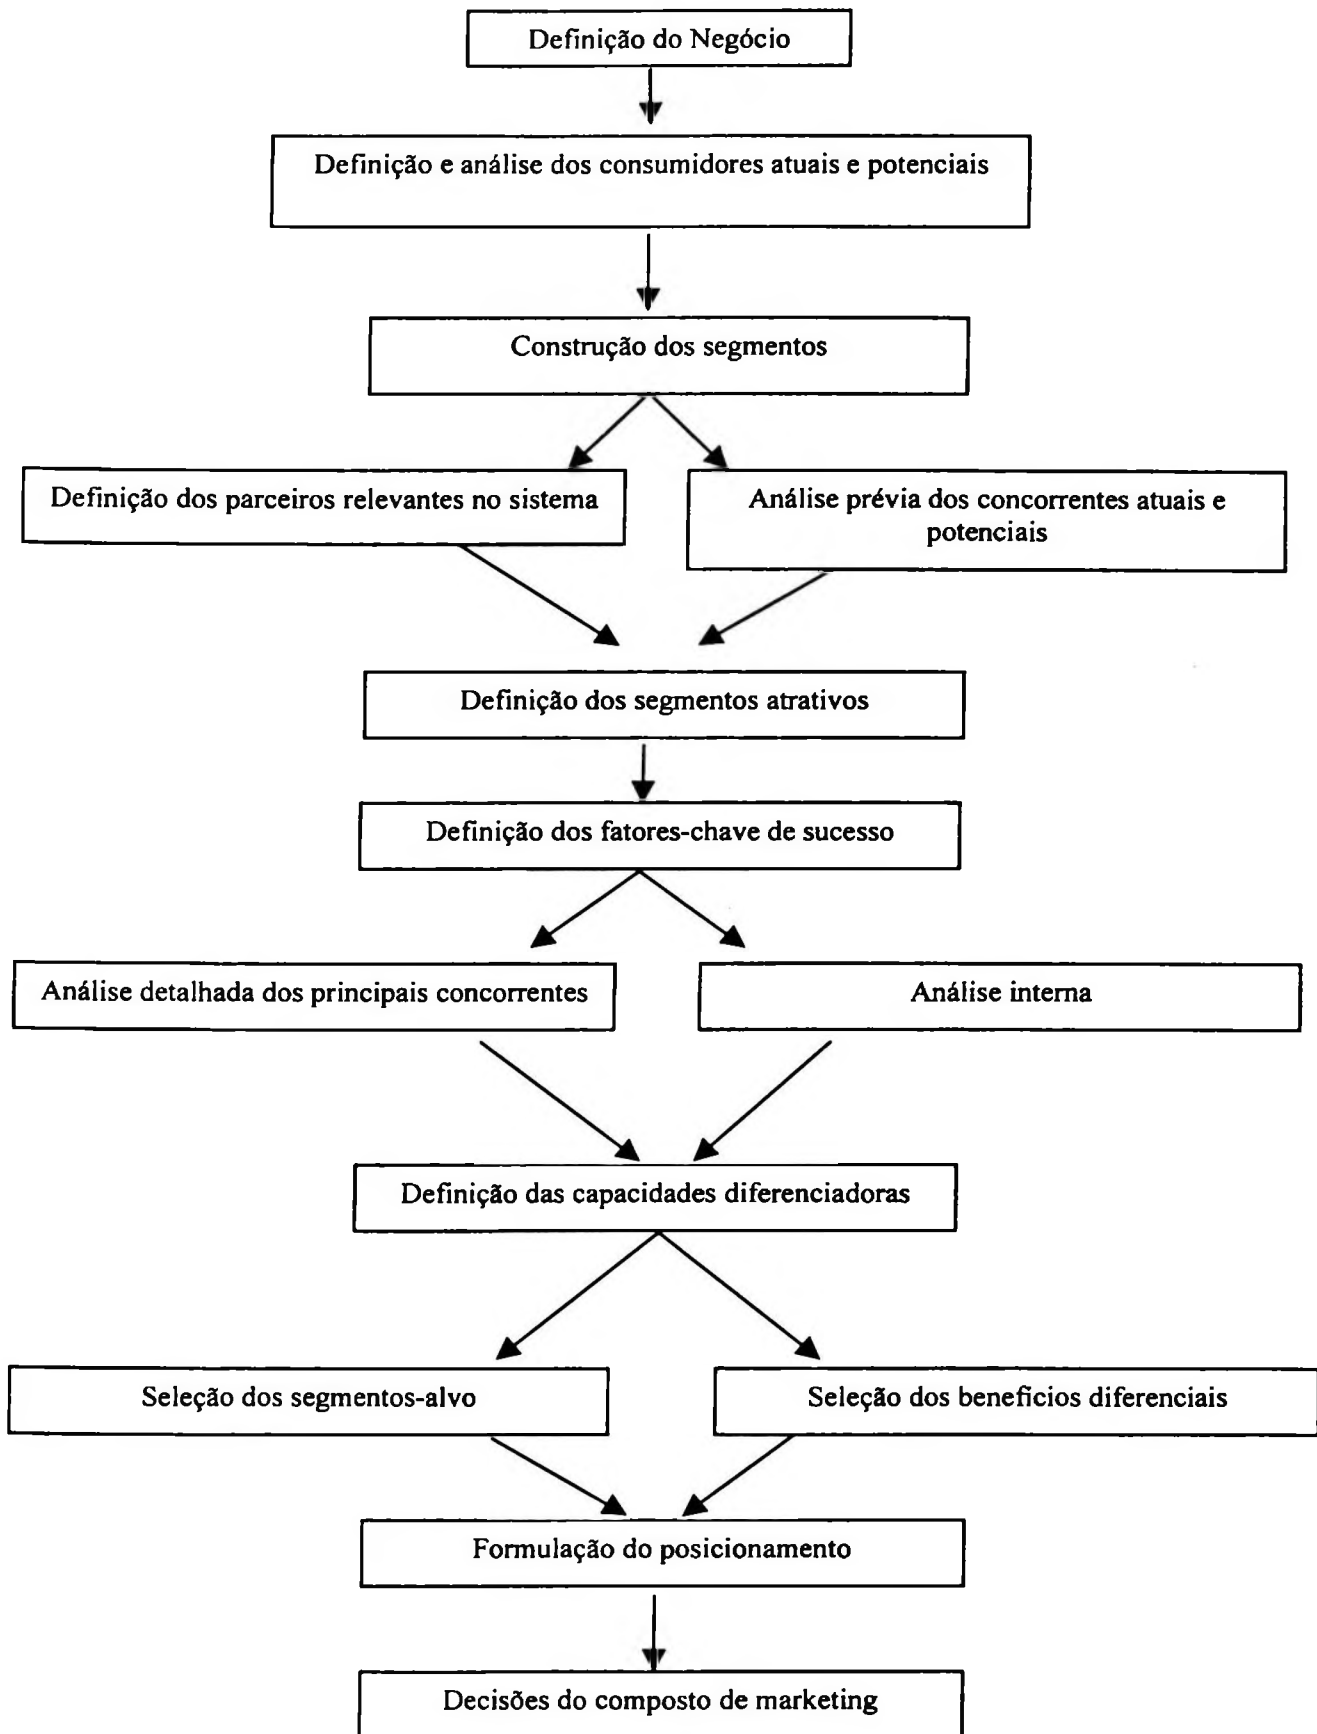 Definição do Negócio
Definição e análise dos consumidores atuais e potenciais
Construção dos segmentos
Definição dos parceiros relevantes no sistema
Análise prévia dos concorrentes atuais e
potenciais
Definição dos segmentos atrativos
Definição dos fatores-chave de sucesso
Análise detalhada dos principais concorrentes
Análise interna
Definição das capacidades diferenciadoras
Seleção dos segmentos-alvo
Seleção dos beneficios diferenciais
Formulação do posicionamento
Decisões do composto de marketing